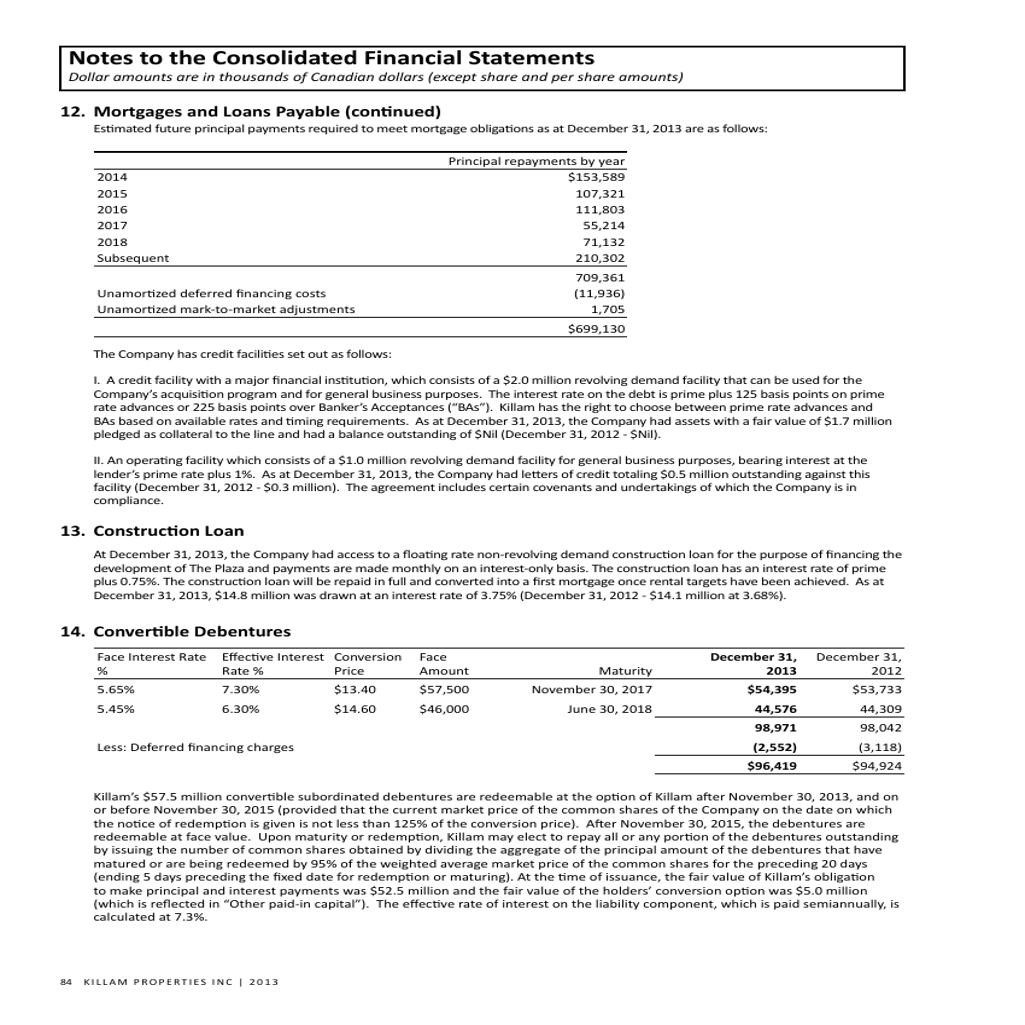 Notes to the Consolidated Financial Statements
Dollar amounts are in thousands of Canadian dollars (except share and per share amounts)
12. Mortgages and Loans Payable (continued)
Estimated future principal payments required to meet mortgage obligations as at December 31, 2013 are as follows:
Principal repayments by year
2014 $153,589
2015 107,321
2016 111,803
2017 55,214
2018 71,132
Subsequent 210,302
709,361
Unamortized deferred financing costs (11,936)
Unamortized mark-to-market adjustments 1,705
$699,130
The Company has credit facilities set out as follows:
I. A credit facility with a major financial institution, which consists of a $2.0 million revolving demand facility that can be used for the
Company's acquisition program and for general business purposes. The interest rate on the debt is prime plus 125 basis points on prime
rate advances or 225 basis points over Banker's Acceptances ("BAs"). Killam has the right to choose between prime rate advances and
BAs based on available rates and timing requirements. As at December 31, 2013, the Company had assets with a fair value of $1.7 million
pledged as collateral to the line and had a balance outstanding of $Nil (December 31, 2012 - $Nil).
II. An operating facility which consists of a $1.0 million revolving demand facility for general business purposes, bearing interest at the
lender's prime rate plus 1%. As at December 31, 2013, the Company had letters of credit totaling $0.5 million outstanding against this
facility (December 31, 2012 - $0.3 million). The agreement includes certain covenants and undertakings of which the Company is in
compliance.
13. Construction Loan
At December 31, 2013, the Company had access to a floating rate non-revolving demand construction loan for the purpose of financing the
development of The Plaza and payments are made monthly on an interest-only basis. The construction loan has an interest rate of prime
plus 0.75%. The construction loan will be repaid in full and converted into a first mortgage once rental targets have been achieved. As at
December 31, 2013, $14.8 million was drawn at an interest rate of 3.75% (December 31, 2012 - $14.1 million at 3.68%).
14. Convertible Debentures
Face Interest Rate Effective Interest Conversion Face December 31, December 31,
% Rate % Price Amount Maturity 2013 2012
5.65% 7.30% $13.40 $57,500 November 30, 2017 $54,395 $53,733
5.45% 6.30% $14.60 $46,000 June 30, 2018 44,576 44,309
98,971 98,042
Less: Deferred financing charges (2,552) (3,118)
$96,419 $94,924
Killam's $57.5 million convertible subordinated debentures are redeemable at the option of Killam after November 30, 2013, and on
or before November 30, 2015 (provided that the current market price of the common shares of the Company on the date on which
the notice of redemption is given is not less than 125% of the conversion price). After November 30, 2015, the debentures are
redeemable at face value. Upon maturity or redemption, Killam may elect to repay all or any portion of the debentures outstanding
by issuing the number of common shares obtained by dividing the aggregate of the principal amount of the debentures that have
matured or are being redeemed by 95% of the weighted average market price of the common shares for the preceding 20 days
(ending 5 days preceding the fixed date for redemption or maturing). At the time of issuance, the fair value of Killam's obligation
to make principal and interest payments was $52.5 million and the fair value of the holders' conversion option was $5.0 million
(which is reflected in "Other paid-in capital"). The effective rate of interest on the liability component, which is paid semiannually, is
calculated at 7.3%.
84 KILLAM PROPERTIES INC | 2013